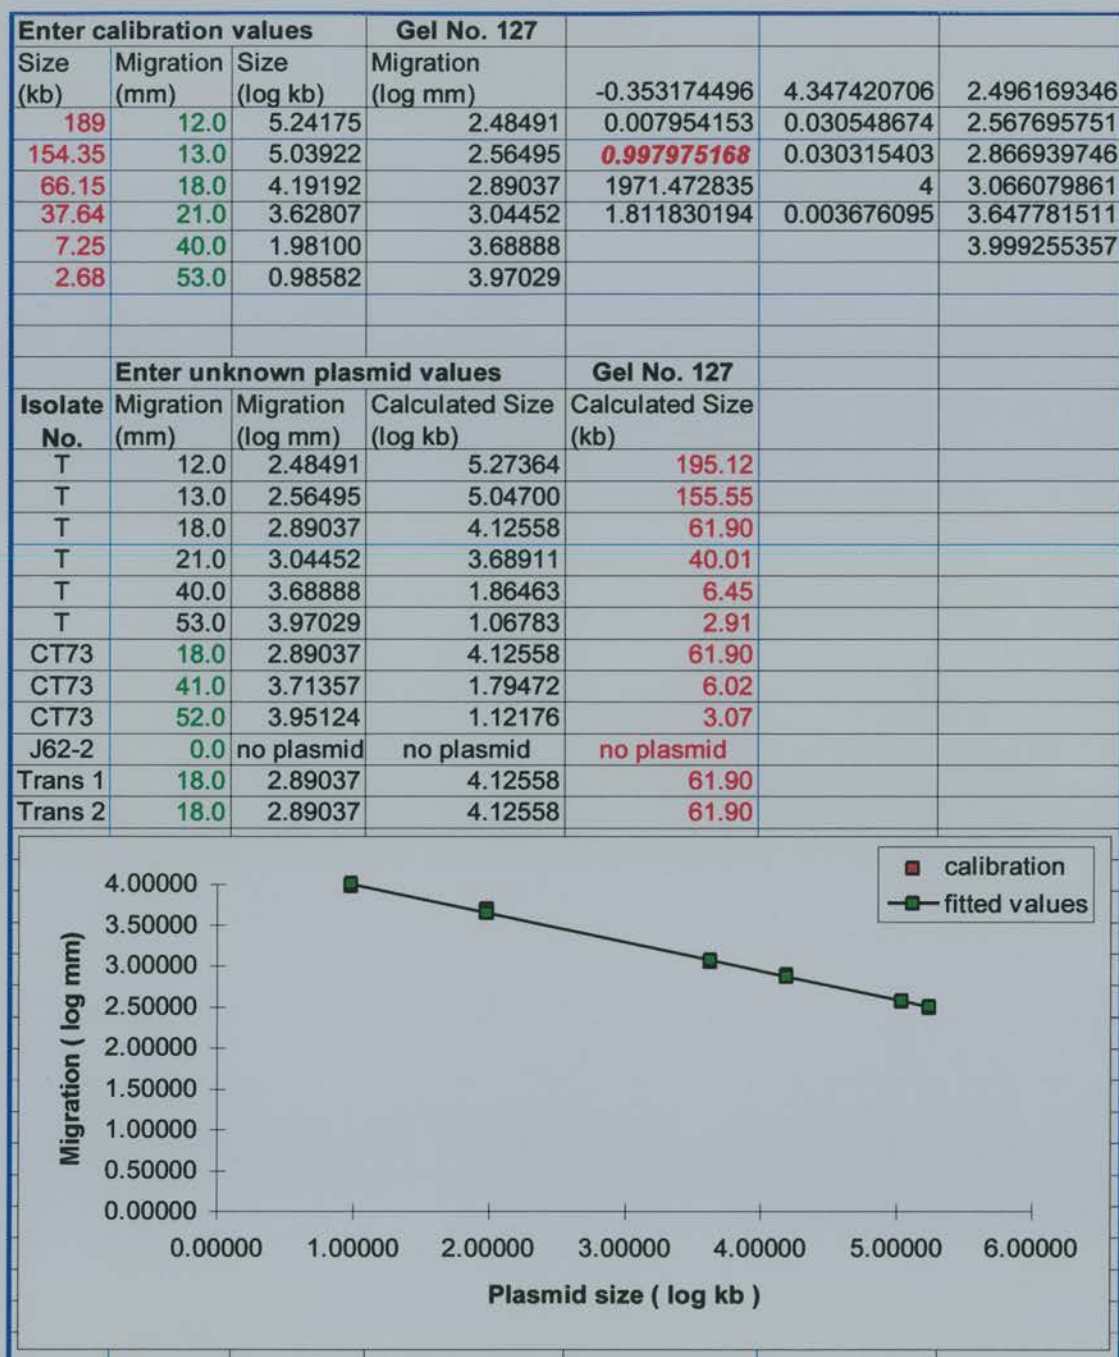 Enter calibration values Gel No. 127
Size Migration Size Migration
(kb) (mm) (log kb) (log mm) -0.353174496 4.347420706 2.496169346
189 12.0 5.24175 2.48491 0.007954153 0.030548674 2.567695751
154.35 13.0 5.03922 2.56495 0.997975168 0.030315403 2.866939746
66.15 18.0 4.19192 2.89037 1971.472835 4 3.066079861
37.64 21.0 3.62807 3.04452 1.811830194 0.003676095 3.647781511
7.25 40.0 1.98100 3.68888 3.999255357
2.68 53.0 0.98582 3.97029
Enter unknown plasmid values Gel No. 127
Isolate Migration Migration Calculated Size Calculated Size
No. (mm) (log mm) (log kb) (kb)
T 12.0 2.48491 5.27364 195.12
T 13.0 2.56495 5.04700 155.55
T 18.0 2.89037 4.12558 61.90
T 21.0 3.04452 3.68911 40.01
T 40.0 3.68888 1.86463 6.45
T 53.0 3.97029 1.06783 2.91
CT73 18.0 2.89037 4.12558 61.90
CT73 41.0 3.71357 1.79472 6.02
CT73 52.0 3.95124 1.12176 3.07
J62-2 0.0 no plasmid no plasmid no plasmid
Trans 1 18.0 2.89037 4.12558 61.90
Trans 2 18.0 2.89037 4.12558 61.90
calibration
fitted values
4.00000
3.50000
3.00000
2.50000
2.00000
1.50000
1.00000
0.50000
0.00000
Migration ( log mm)
0.00000 1.00000 2.00000 3.00000 4.00000 5.00000 6.00000
Plasmid size ( log kb )